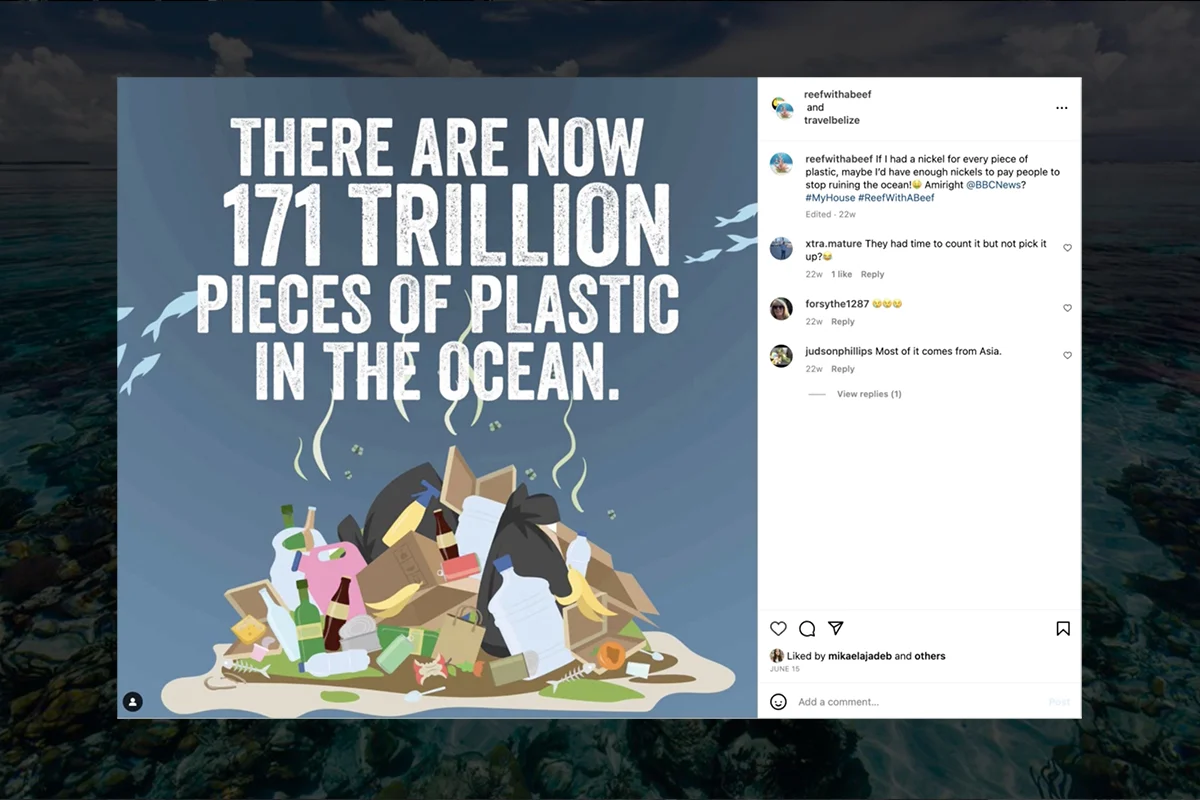 THERE ARE NOW
171 TRILLION
PIECES OF PLASTIC
IN THE OCEAN.
reefwithabeef
and
travelbelize
reefwithabeef If I had a nickel for every piece of
plastic, maybe I'd have enough nickels to pay people to
stop ruining the ocean!😂 Amiright @BBCNews?
#MyHouse #ReefWithABeef
Edited · 22w
xtra.mature They had time to count it but not pick it
up?😂
22w 1 like Reply
forsythe1287 😂😂😂
22w Reply
judsonphillips Most of it comes from Asia.
22w Reply
View replies (1)
Liked by mikaelajadeb and others
JUNE 15
Add a comment...
Post